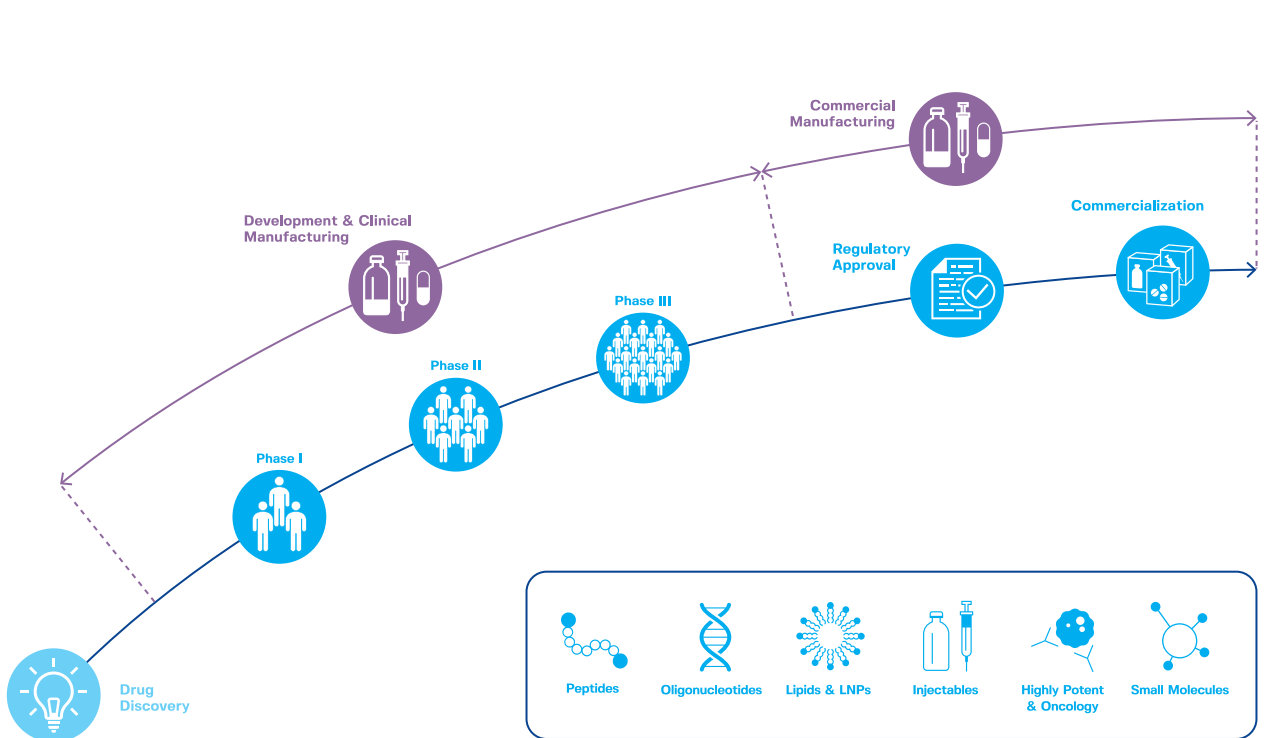 Commercial
Manufacturing
Commercialization
Development & Clinical
Manufacturing
Regulatory
Approval
Phase III
Phase II
Phase I
Drug
Discovery
Peptides
Oligonucleotides
Lipids & LNPs
Injectables
Highly Potent
& Oncology
Small Molecules